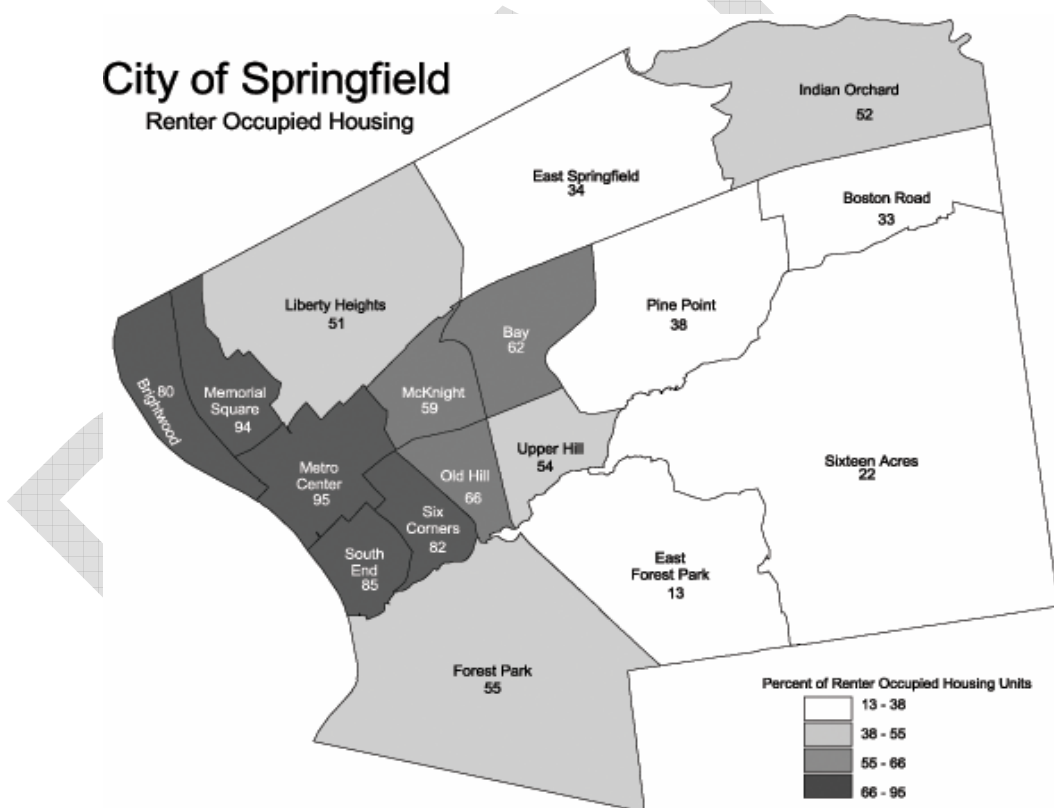 City of Springfield
Renter Occupied Housing
Indian Orchard
52
East Springfield
34
Boston Road
33
Liberty Heights
51
Pine Point
38
Bay
62
80
Brightwood
Memorial
Square
94
McKnight
59
Upper Hill
54
Sixteen Acres
22
Metro
Center
95
Old Hill
66
Six
Corners
82
South
End
85
East
Forest Park
13
Forest Park
55
Percent of Renter Occupied Housing Units
13 - 38
38 - 55
55 - 66
66 - 95